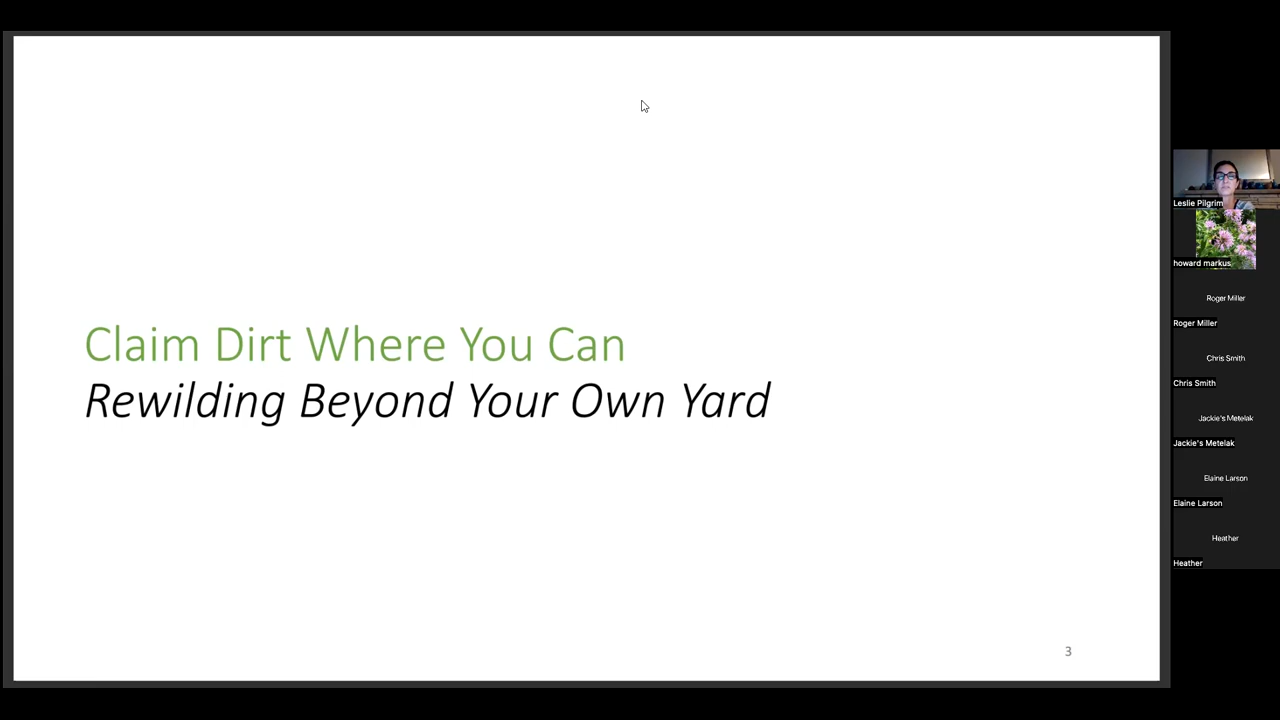 Claim Dirt Where You Can
Rewilding Beyond Your Own Yard
3
Leslie Pilgrim
howard markus
Roger Miller
Roger Miller
Chris Smith
Chris Smith
Jackie's Metelak
Jackie's Metelak
Elaine Larson
Elaine Larson
Heather
Heather